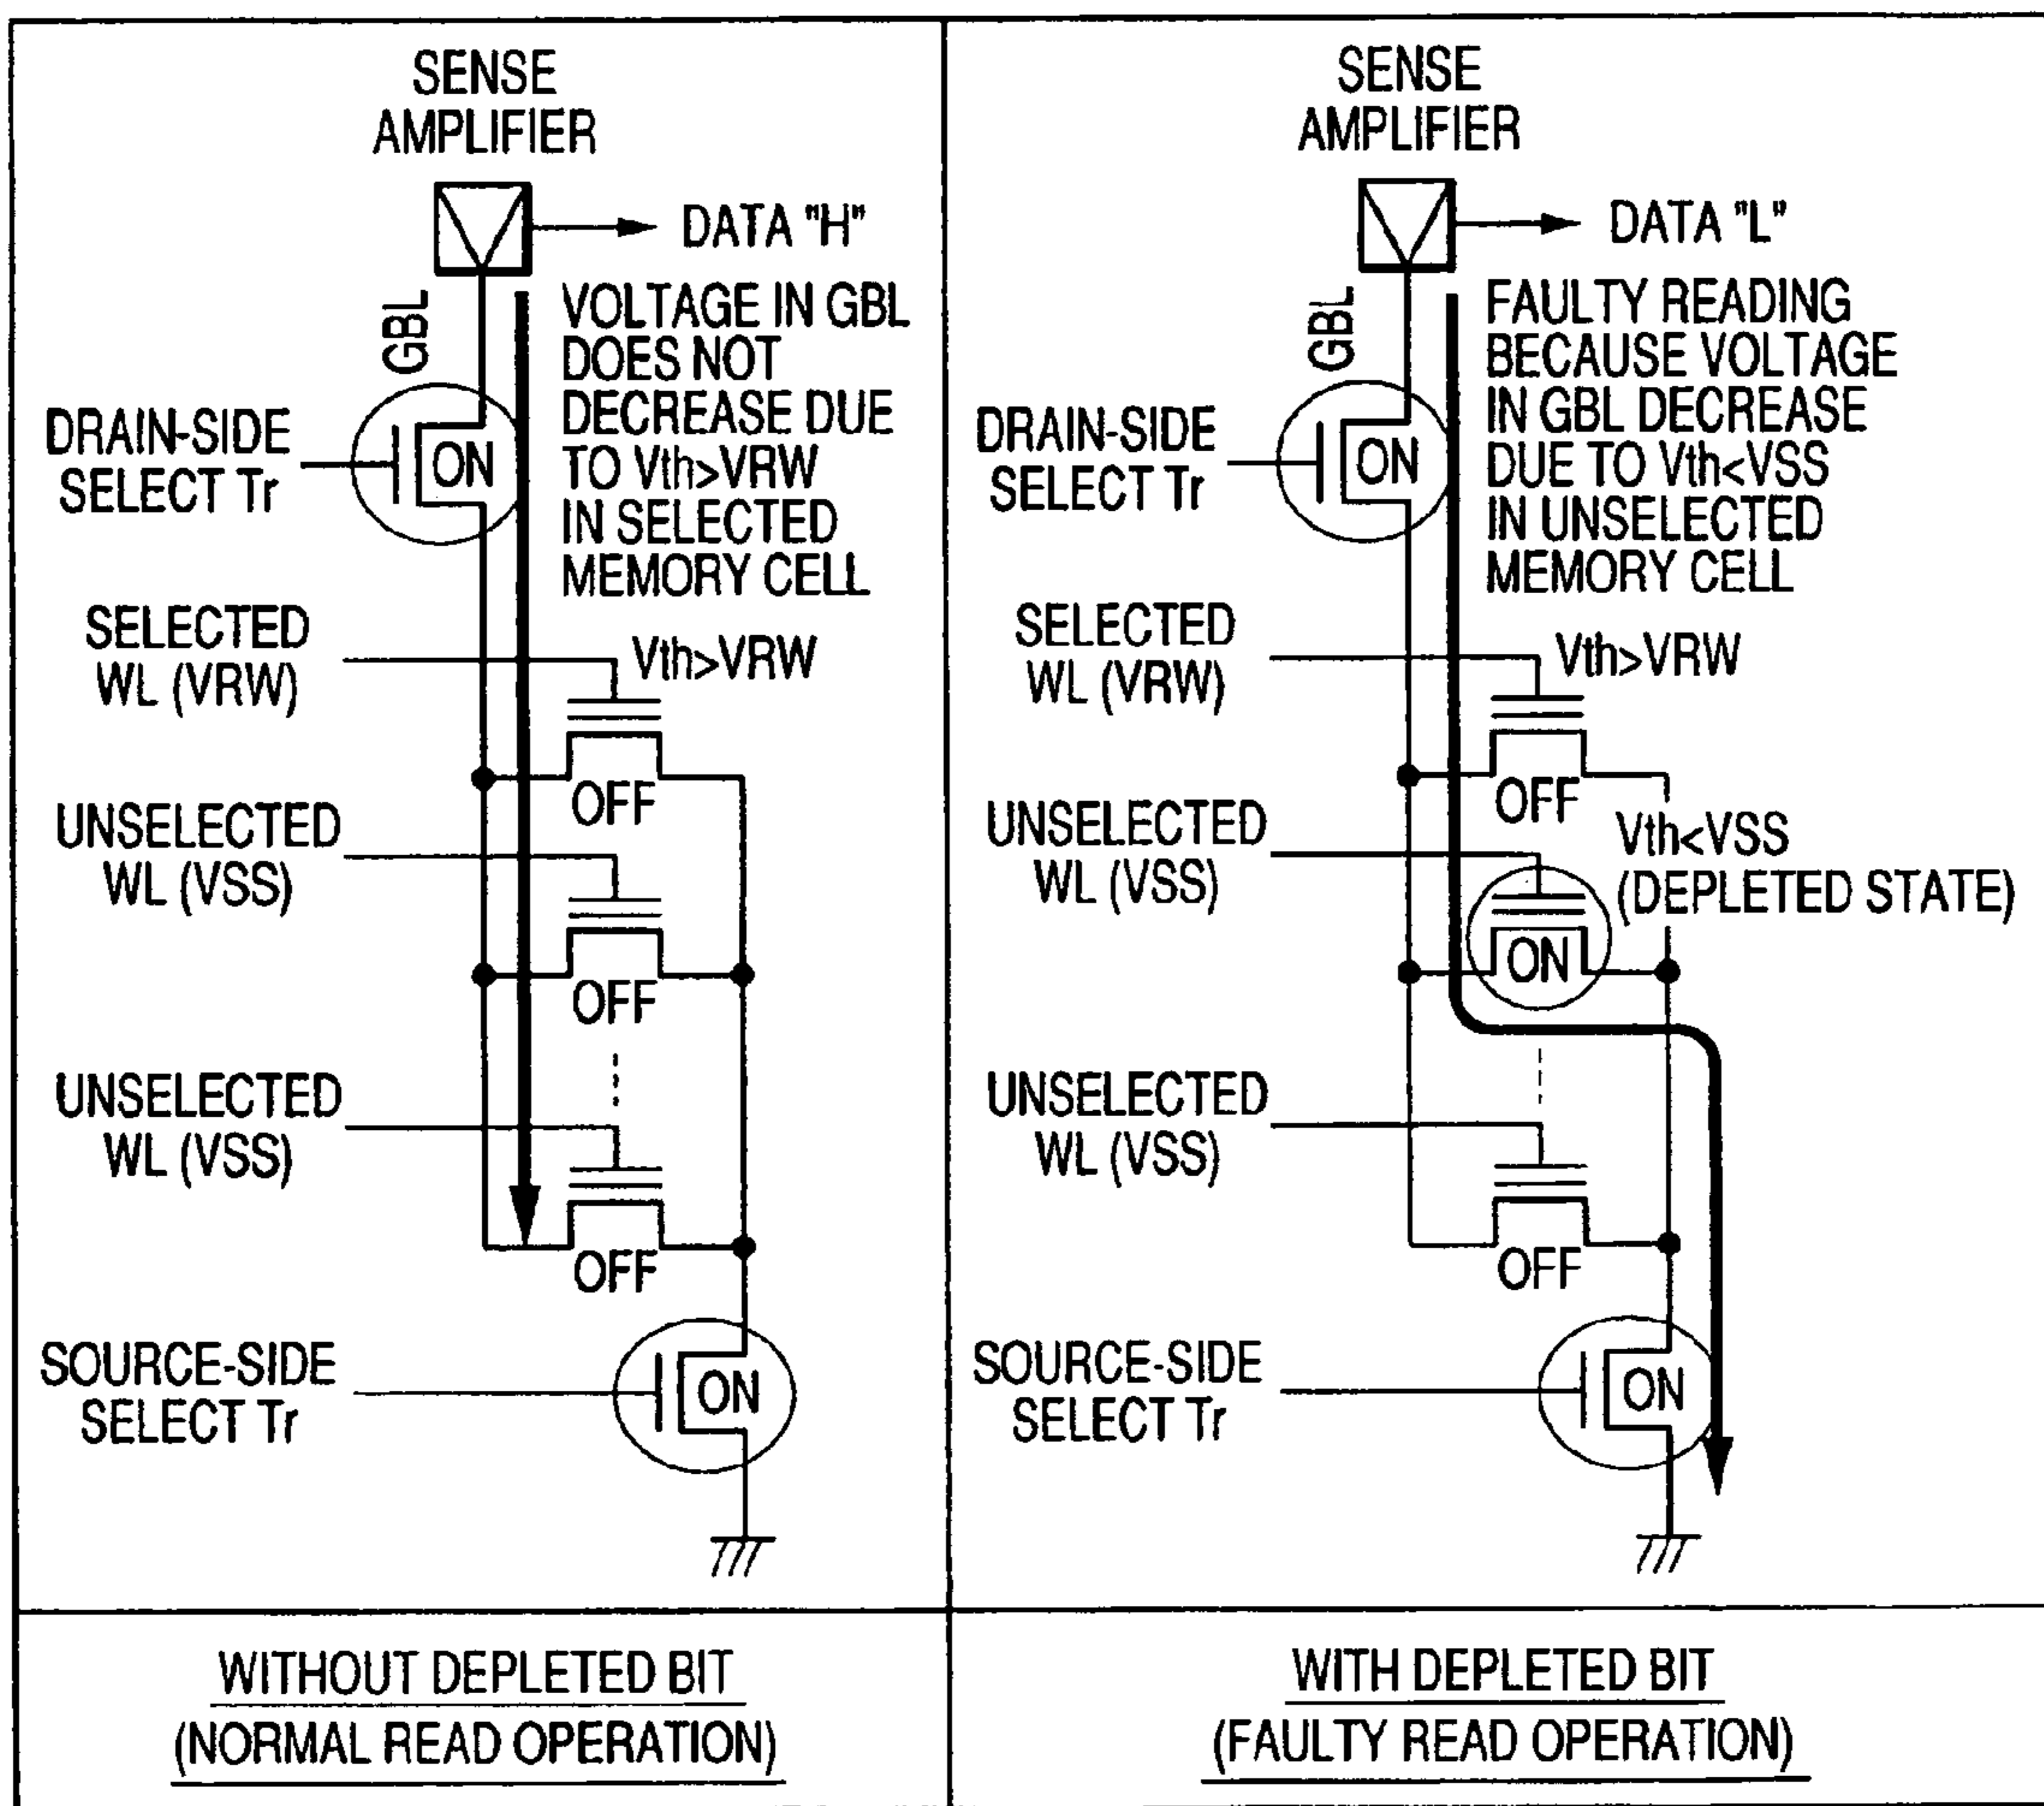 SENSE
AMPLIFIER
DATA "H"
GBL
VOLTAGE IN GBL
DOES NOT
DECREASE DUE
TO Vth>VRW
IN SELECTED
MEMORY CELL
DRAIN-SIDE
SELECT Tr
ON
SELECTED
WL (VRW)
Vth>VRW
OFF
UNSELECTED
WL (VSS)
OFF
UNSELECTED
WL (VSS)
OFF
SOURCE-SIDE
SELECT Tr
ON
WITHOUT DEPLETED BIT
(NORMAL READ OPERATION)
SENSE
AMPLIFIER
DATA "L"
GBL
FAULTY READING
BECAUSE VOLTAGE
IN GBL DECREASE
DUE TO Vth<VSS
IN UNSELECTED
MEMORY CELL
DRAIN-SIDE
SELECT Tr
ON
SELECTED
WL (VRW)
Vth>VRW
OFF
UNSELECTED
WL (VSS)
Vth<VSS
(DEPLETED STATE)
ON
UNSELECTED
WL (VSS)
OFF
SOURCE-SIDE
SELECT Tr
ON
WITH DEPLETED BIT
(FAULTY READ OPERATION)